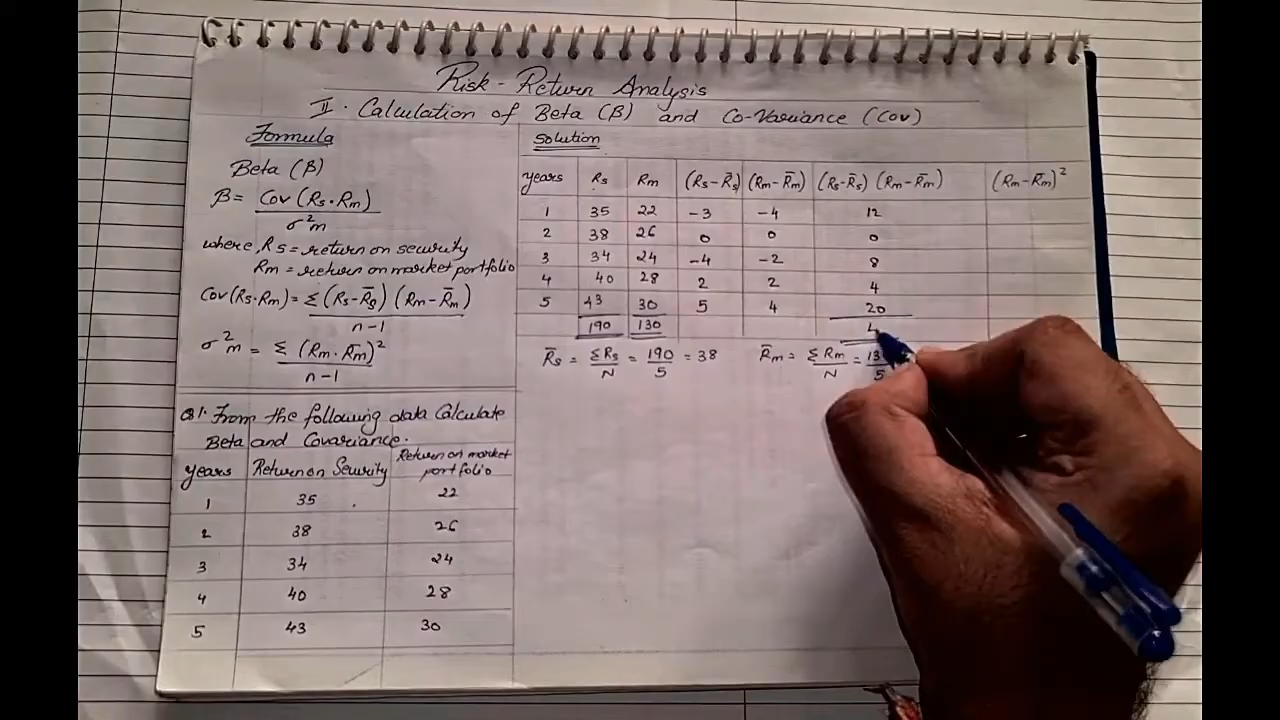 Risk-Return Analysis
II. Calculation of Beta (β) and Co-Variance (Cov)
Formula
Beta (β)
β = Cov (Rs·Rm)
σ²m
where, Rs = return on security
Rm = return on market portfolio
Cov(Rs·Rm) = Σ(Rs-R̄s) (Rm-R̄m)
n-1
σ²m = Σ (Rm·R̄m)²
n-1
Q1. From the following data Calculate
Beta and Covariance.
years Return on Security Return on market portfolio
1 35 22
2 38 26
3 34 24
4 40 28
5 43 30
Solution
years Rs Rm (Rs-R̄s) (Rm-R̄m) (Rs-R̄s) (Rm-R̄m) (Rm-R̄m)²
1 35 22 -3 -4 12
2 38 26 0 0 0
3 34 24 -4 -2 8
4 40 28 2 2 4
5 43 30 5 4 20
190 130 4
R̄s = ΣRs/N = 190/5 = 38 R̄m = ΣRm/N = 13 /5